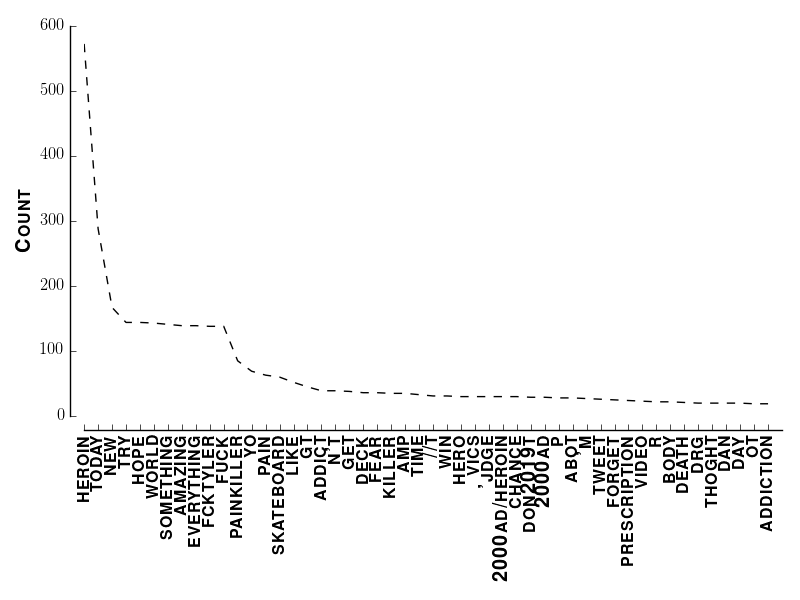 600
500
400
300
200
100
0
COUNT
HEROIN
TODAY
NEW
TRY
HOPE
WORLD
SOMETHING
AMAZING
EVERYTHING
FCKTYLER
FUCK
PAINKILLER
YO
PAIN
SKATEBOARD
LIKE
GT
ADDICT
N'T
GET
DECK
FEAR
KILLER
AMP
TIME
//T
WIN
HERO
,VICS
JDGE
2000AD/HEROIN
CHANCE
DON2019T
2000AD
P
ABOT
'M
TWEET
FORGET
PRESCRIPTION
VIDEO
R
BODY
DEATH
DRG
THOGHT
DAN
DAY
OT
ADDICTION